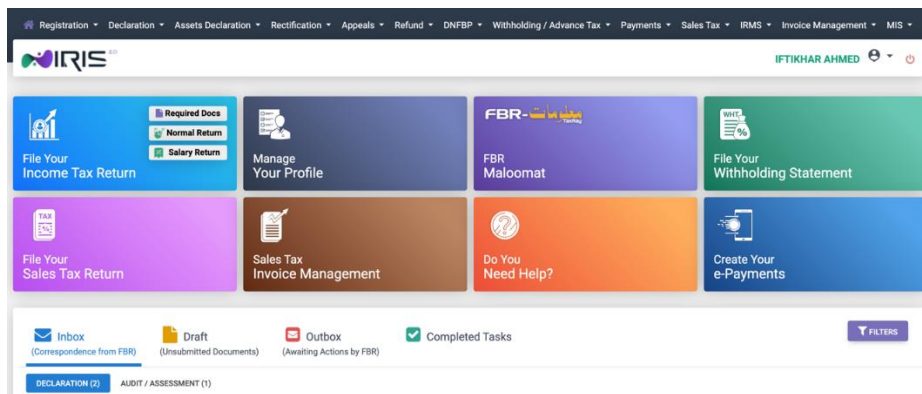 Registration Declaration Assets Declaration Rectification Appeals Refund DNFBP Withholding / Advance Tax Payments Sales Tax IRMS Invoice Management MIS
IRIS 2.0
IFTIKHAR AHMED
Required Docs
Normal Return
Salary Return
File Your
Income Tax Return
Manage
Your Profile
FBR-معلومات
TaxRay
FBR
Maloomat
WHT
%
File Your
Withholding Statement
TAX
%
File Your
Sales Tax Return
Sales Tax
Invoice Management
?
Do You
Need Help?
Create Your
e-Payments
Inbox
(Correspondence from FBR)
Draft
(Unsubmitted Documents)
Outbox
(Awaiting Actions by FBR)
Completed Tasks
FILTERS
DECLARATION (2) AUDIT / ASSESSMENT (1)